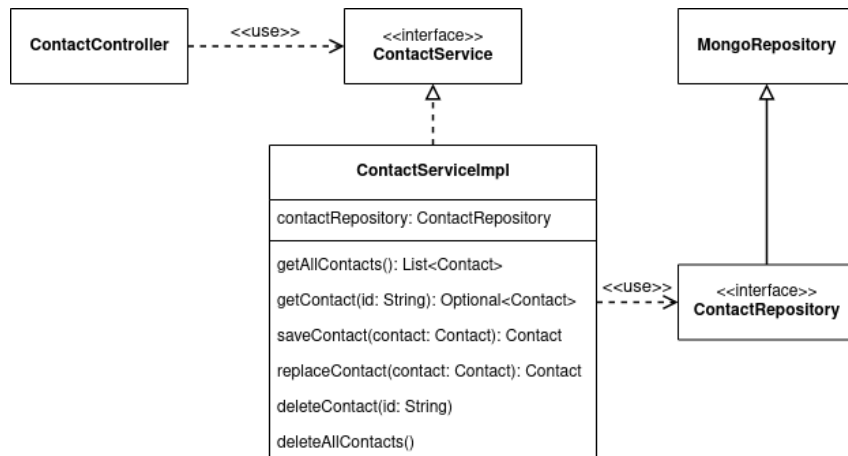 ContactController
<<use>>
<<interface>>
ContactService
MongoRepository
ContactServiceImpl
contactRepository: ContactRepository
getAllContacts(): List<Contact>
getContact(id: String): Optional<Contact>
saveContact(contact: Contact): Contact
replaceContact(contact: Contact): Contact
deleteContact(id: String)
deleteAllContacts()
<<use>>
<<interface>>
ContactRepository